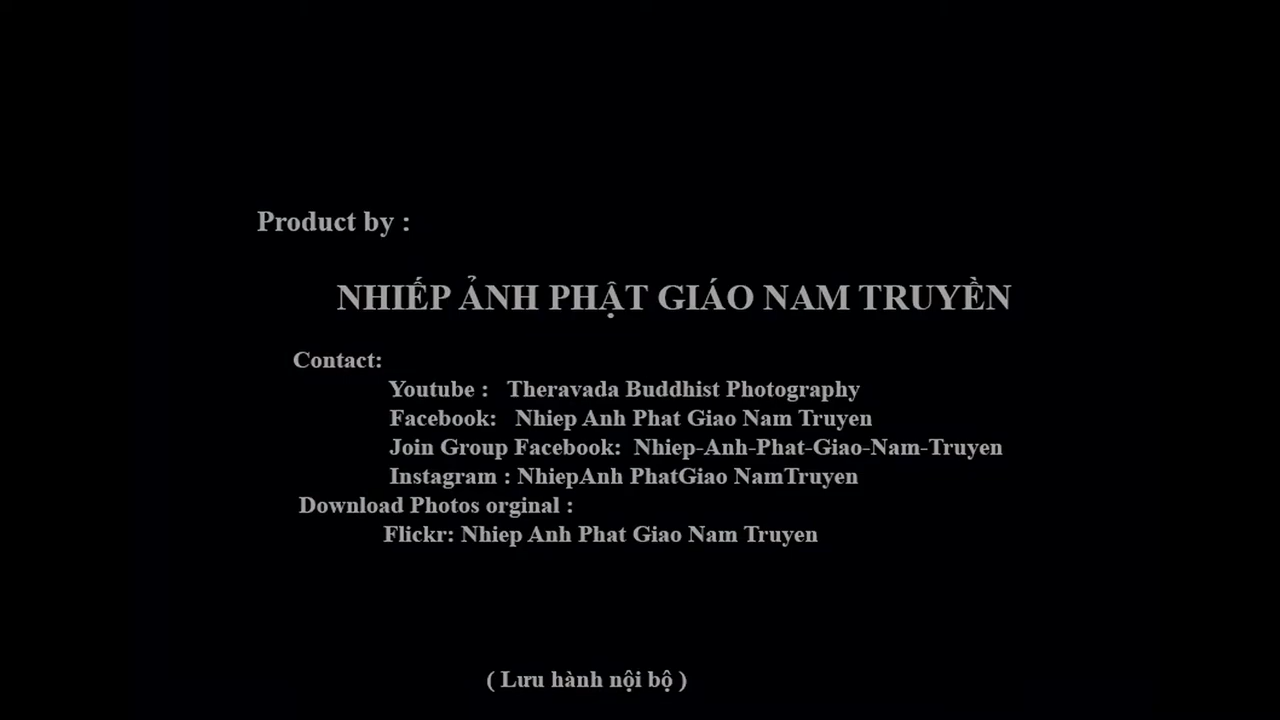 Product by :
NHIẾP ẢNH PHẬT GIÁO NAM TRUYỀN
Contact:
Youtube : Theravada Buddhist Photography
Facebook: Nhiep Anh Phat Giao Nam Truyen
Join Group Facebook: Nhiep-Anh-Phat-Giao-Nam-Truyen
Instagram : NhiepAnh PhatGiao NamTruyen
Download Photos orginal :
Flickr: Nhiep Anh Phat Giao Nam Truyen
( Lưu hành nội bộ )